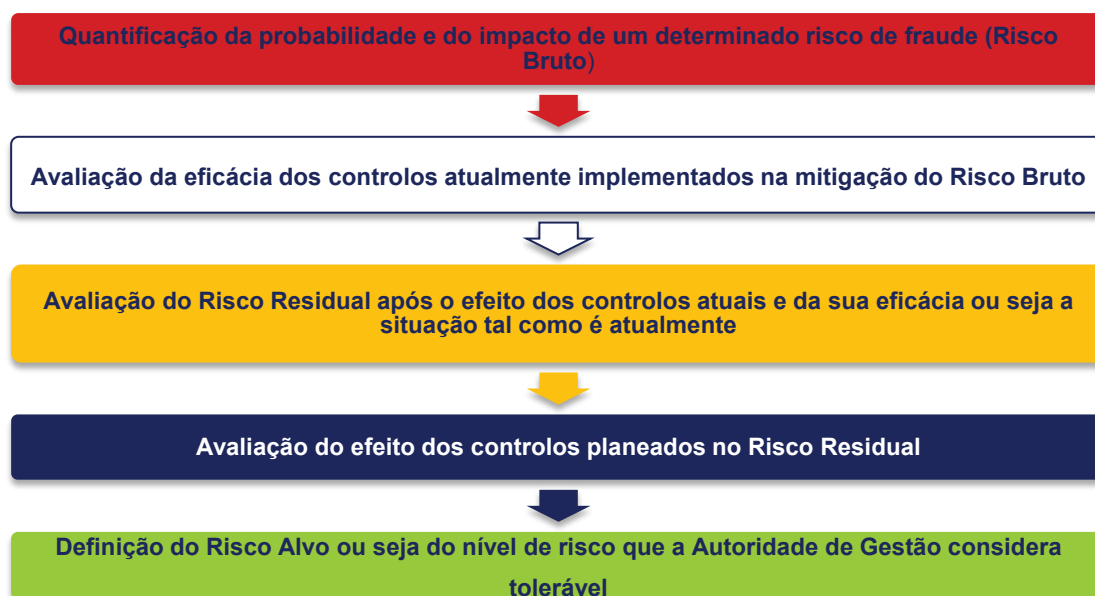 Quantificação da probabilidade e do impacto de um determinado risco de fraude (Risco
Bruto)
Avaliação da eficácia dos controlos atualmente implementados na mitigação do Risco Bruto
Avaliação do Risco Residual após o efeito dos controlos atuais e da sua eficácia ou seja a
situação tal como é atualmente
Avaliação do efeito dos controlos planeados no Risco Residual
Definição do Risco Alvo ou seja do nível de risco que a Autoridade de Gestão considera
tolerável